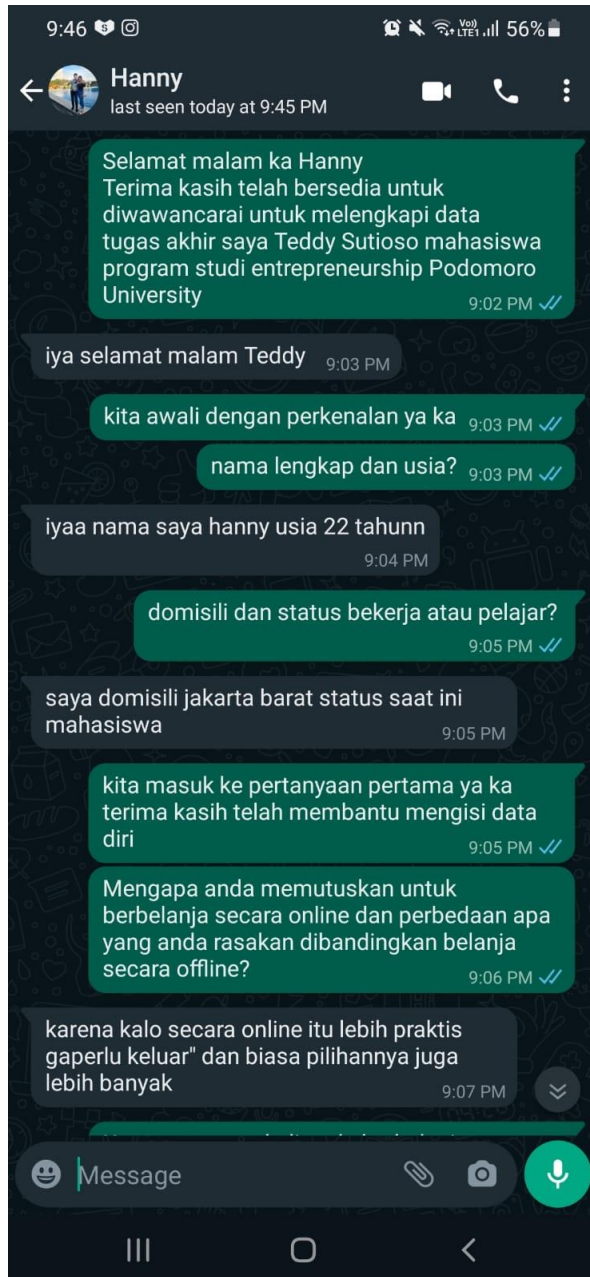 9:46
56%
Hanny
last seen today at 9:45 PM
Selamat malam ka Hanny
Terima kasih telah bersedia untuk
diwawancarai untuk melengkapi data
tugas akhir saya Teddy Sutioso mahasiswa
program studi entrepreneurship Podomoro
University
9:02 PM
iya selamat malam Teddy 9:03 PM
kita awali dengan perkenalan ya ka 9:03 PM
nama lengkap dan usia? 9:03 PM
iyaa nama saya hanny usia 22 tahunn
9:04 PM
domisili dan status bekerja atau pelajar?
9:05 PM
saya domisili jakarta barat status saat ini
mahasiswa
9:05 PM
kita masuk ke pertanyaan pertama ya ka
terima kasih telah membantu mengisi data
diri
9:05 PM
Mengapa anda memutuskan untuk
berbelanja secara online dan perbedaan apa
yang anda rasakan dibandingkan belanja
secara offline?
9:06 PM
karena kalo secara online itu lebih praktis
gaperlu keluar" dan biasa pilihannya juga
lebih banyak
9:07 PM
Message